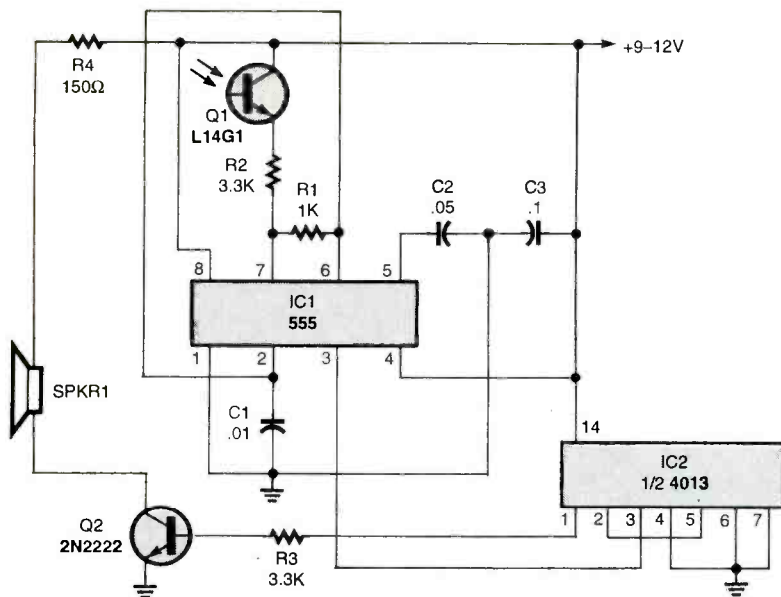 R4
150Ω
+9–12V
Q1
L14G1
R2
3.3K
R1
1K
C2
.05
C3
.1
8 7 6 5
IC1
555
1 2 3 4
SPKR1
C1
.01
14
IC2
1/2 4013
1 2 3 4 5 6 7
Q2
2N2222
R3
3.3K